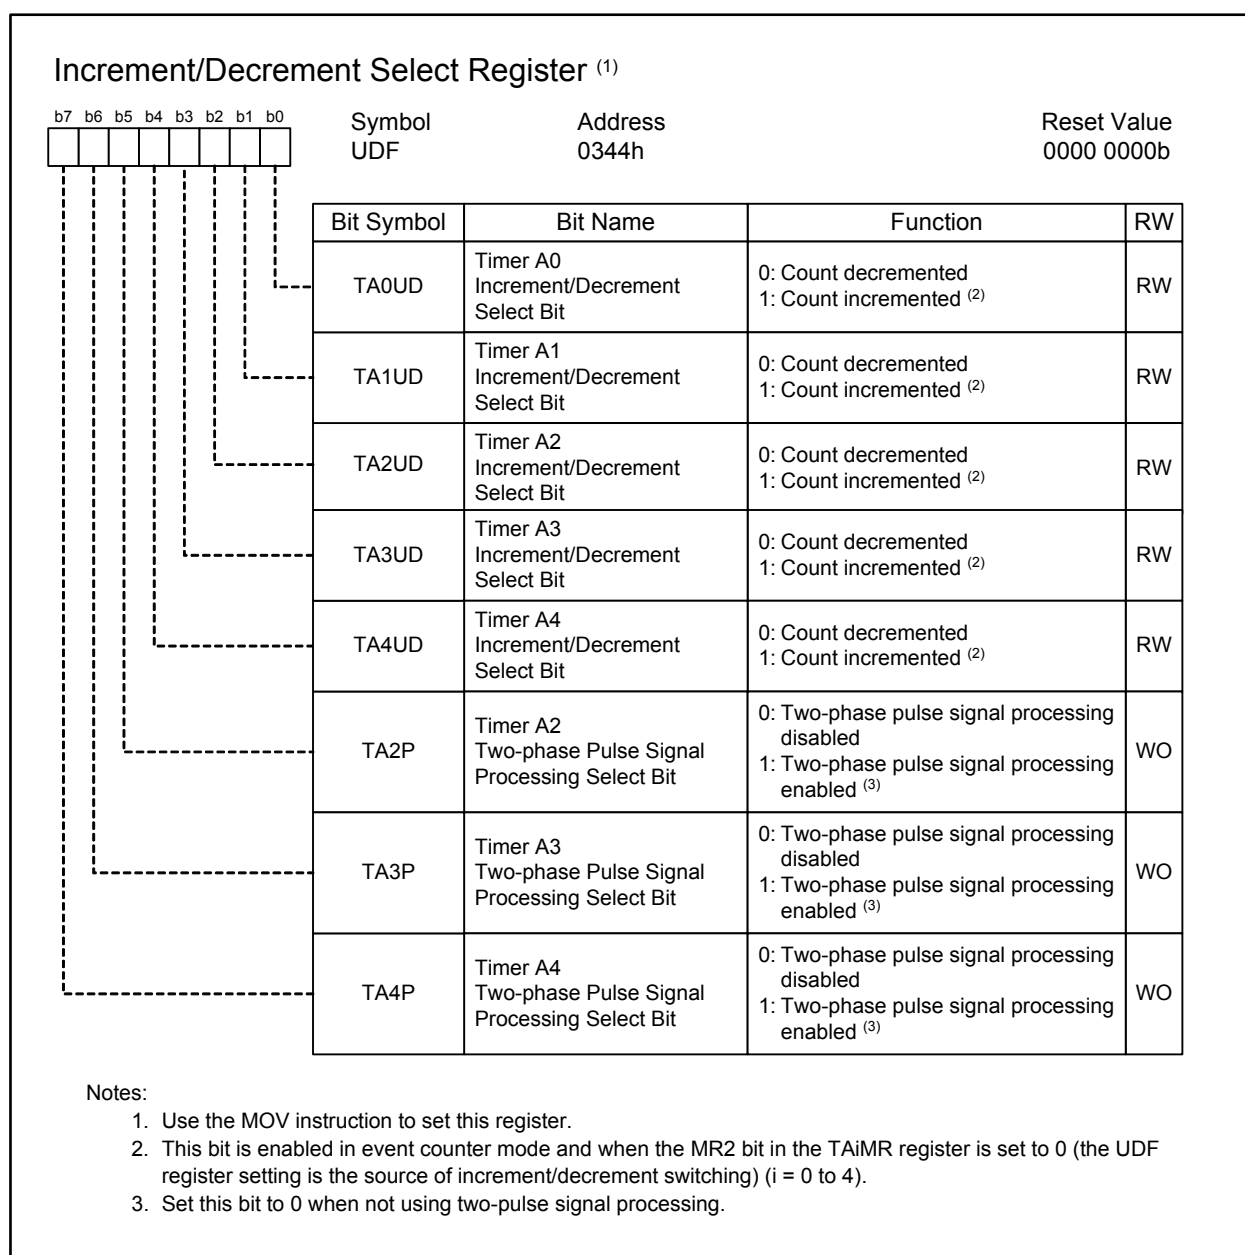 Increment/Decrement Select Register (1)
b7 b6 b5 b4 b3 b2 b1 b0
Symbol Address Reset Value
UDF 0344h 0000 0000b
Bit Symbol Bit Name Function RW
TA0UD
Timer A0
Increment/Decrement
Select Bit
0: Count decremented
1: Count incremented (2)
RW
TA1UD
Timer A1
Increment/Decrement
Select Bit
0: Count decremented
1: Count incremented (2)
RW
TA2UD
Timer A2
Increment/Decrement
Select Bit
0: Count decremented
1: Count incremented (2)
RW
TA3UD
Timer A3
Increment/Decrement
Select Bit
0: Count decremented
1: Count incremented (2)
RW
TA4UD
Timer A4
Increment/Decrement
Select Bit
0: Count decremented
1: Count incremented (2)
RW
TA2P
Timer A2
Two-phase Pulse Signal
Processing Select Bit
0: Two-phase pulse signal processing
disabled
1: Two-phase pulse signal processing
enabled (3)
WO
TA3P
Timer A3
Two-phase Pulse Signal
Processing Select Bit
0: Two-phase pulse signal processing
disabled
1: Two-phase pulse signal processing
enabled (3)
WO
TA4P
Timer A4
Two-phase Pulse Signal
Processing Select Bit
0: Two-phase pulse signal processing
disabled
1: Two-phase pulse signal processing
enabled (3)
WO
Notes:
1. Use the MOV instruction to set this register.
2. This bit is enabled in event counter mode and when the MR2 bit in the TAiMR register is set to 0 (the UDF
register setting is the source of increment/decrement switching) (i = 0 to 4).
3. Set this bit to 0 when not using two-pulse signal processing.